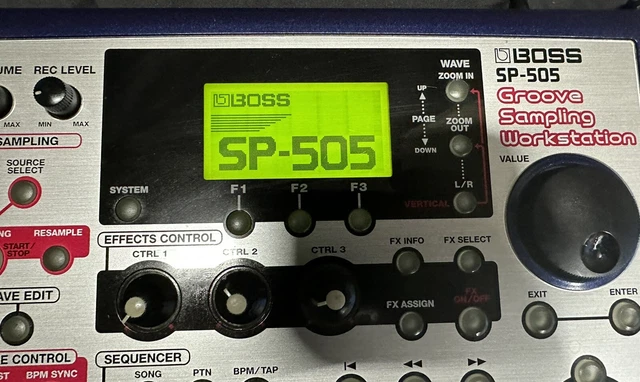 UME
REC LEVEL
MAX
MIN
MAX
SAMPLING
SOURCE
SELECT
RESAMPLE
START/
STOP
SYSTEM
BOSS
SP-505
F1
F2
F3
WAVE
ZOOM IN
UP
PAGE
ZOOM
OUT
DOWN
L/R
VERTICAL
BOSS
SP-505
Groove
Sampling
Workstation
VALUE
EFFECTS CONTROL
CTRL 1
CTRL 2
CTRL 3
FX INFO
FX SELECT
FX ASSIGN
FX
ON/OFF
EXIT
ENTER
AVE EDIT
E CONTROL
ST
BPM SYNC
SEQUENCER
SONG
PTN
BPM/TAP